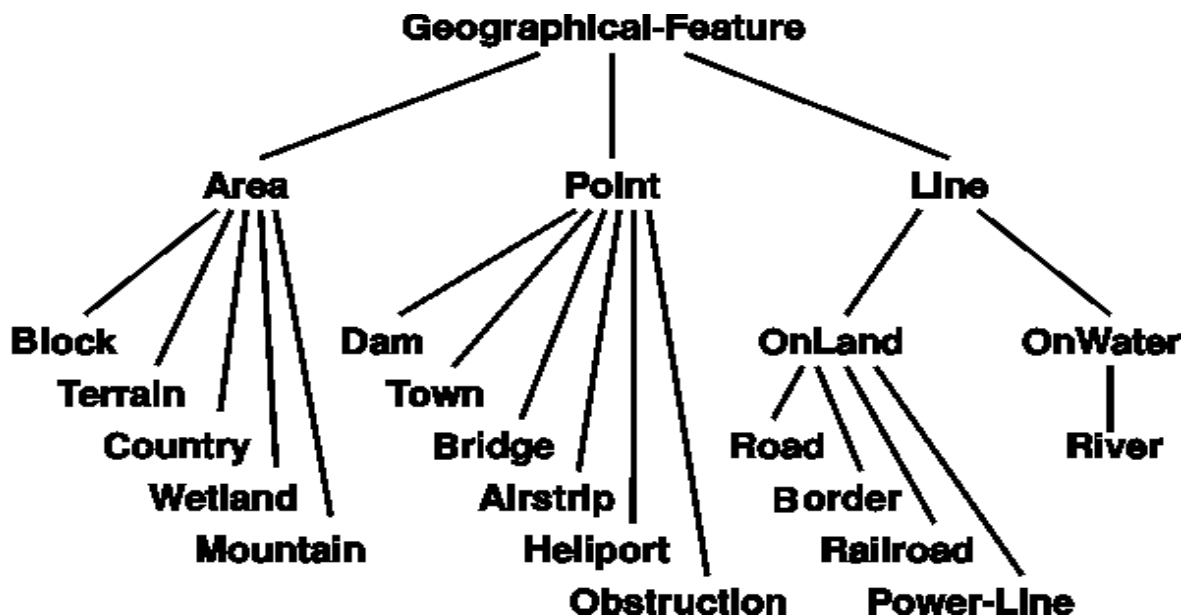 Geographical-Feature
Area Point Line
Block Dam OnLand OnWater
Terrain Town
Country Bridge Road River
Wetland Airstrip Border
Mountain Heliport Railroad
Obstruction Power-Line